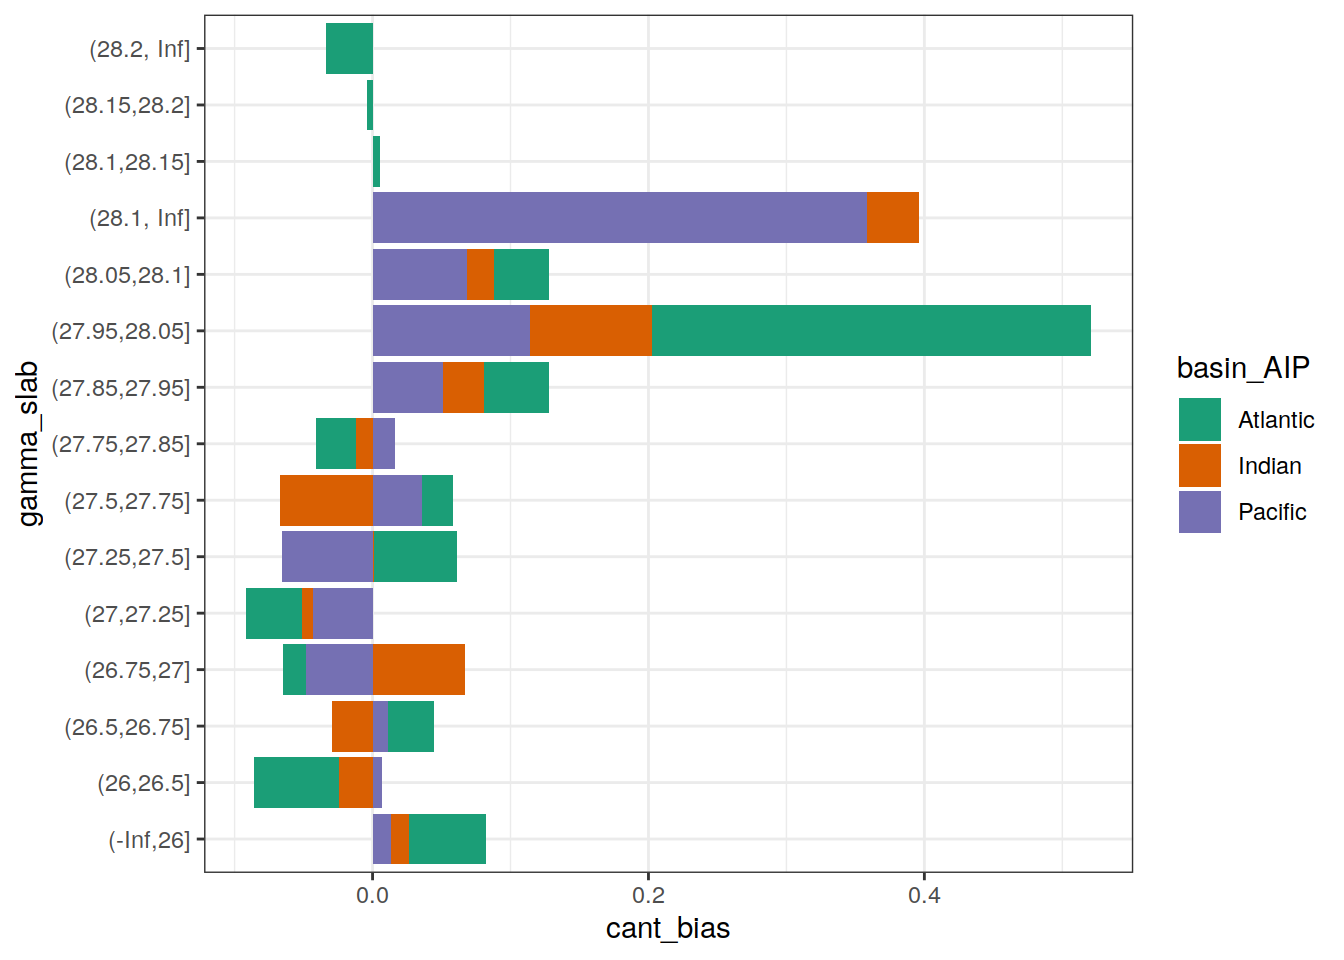 (28.2, Inf]
(28.15,28.2]
(28.1,28.15]
(28.1, Inf]
(28.05,28.1]
(27.95,28.05]
(27.85,27.95]
(27.75,27.85]
(27.5,27.75]
(27.25,27.5]
(27,27.25]
(26.75,27]
(26.5,26.75]
(26,26.5]
(-Inf,26]
gamma_slab
0.0
0.2
0.4
cant_bias
basin_AIP
Atlantic
Indian
Pacific